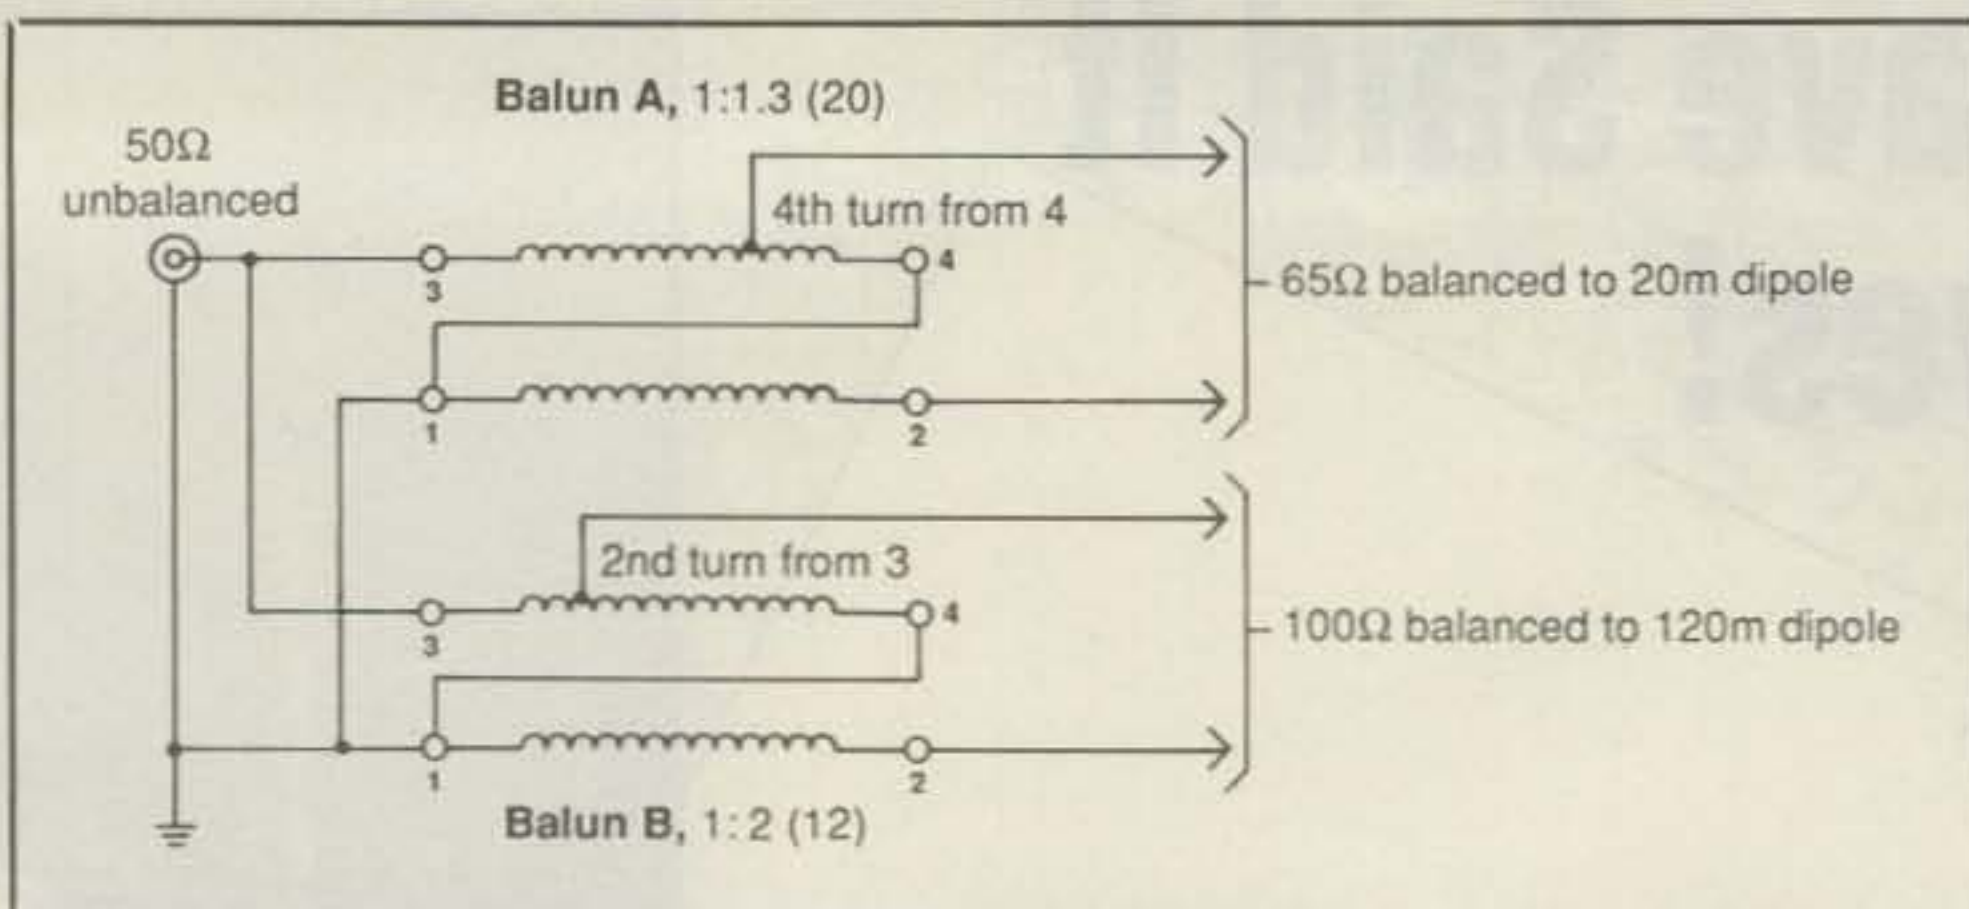 Balun A, 1:1.3 (20)
50Ω
unbalanced
4th turn from 4
3
4
65Ω balanced to 20m dipole
1
2
2nd turn from 3
3
4
100Ω balanced to 120m dipole
1
2
Balun B, 1:2 (12)